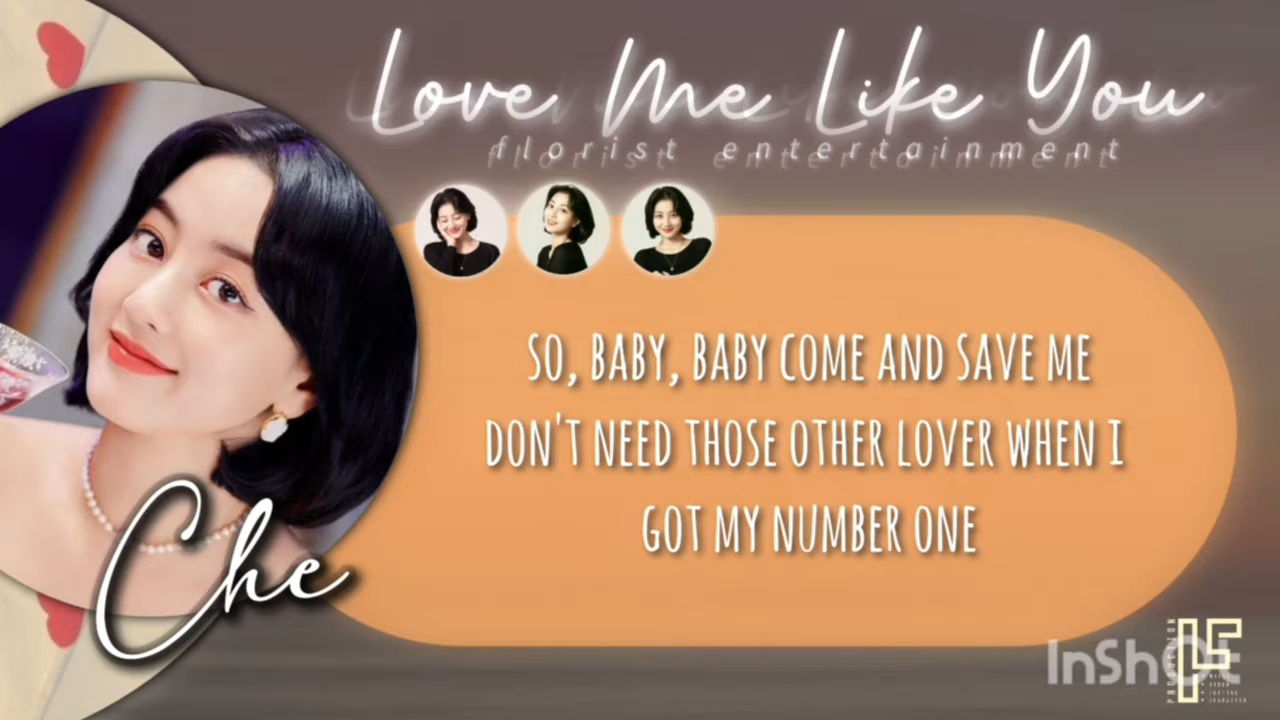 Love Me Like You
florist entertainment
SO, BABY, BABY COME AND SAVE ME
DON'T NEED THOSE OTHER LOVER WHEN I
GOT MY NUMBER ONE
Che
InShOt
PRODUCTION